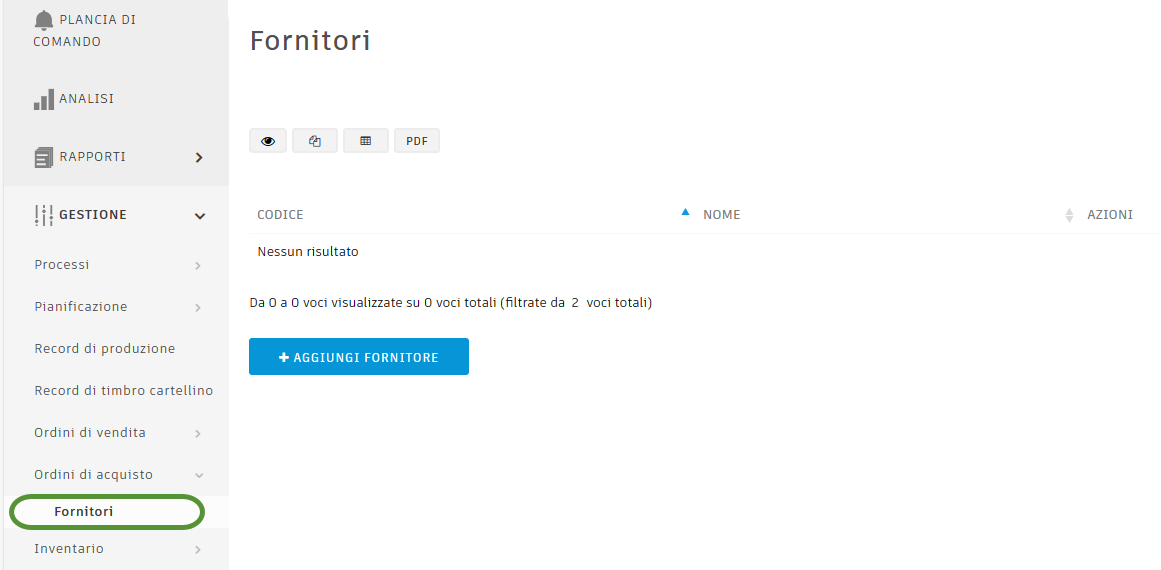 PLANCIA DI
COMANDO
ANALISI
RAPPORTI
GESTIONE
Processi
Pianificazione
Record di produzione
Record di timbro cartellino
Ordini di vendita
Ordini di acquisto
Fornitori
Inventario
Fornitori
PDF
CODICE NOME AZIONI
Nessun risultato
Da 0 a 0 voci visualizzate su 0 voci totali (filtrate da 2 voci totali)
AGGIUNGI FORNITORE